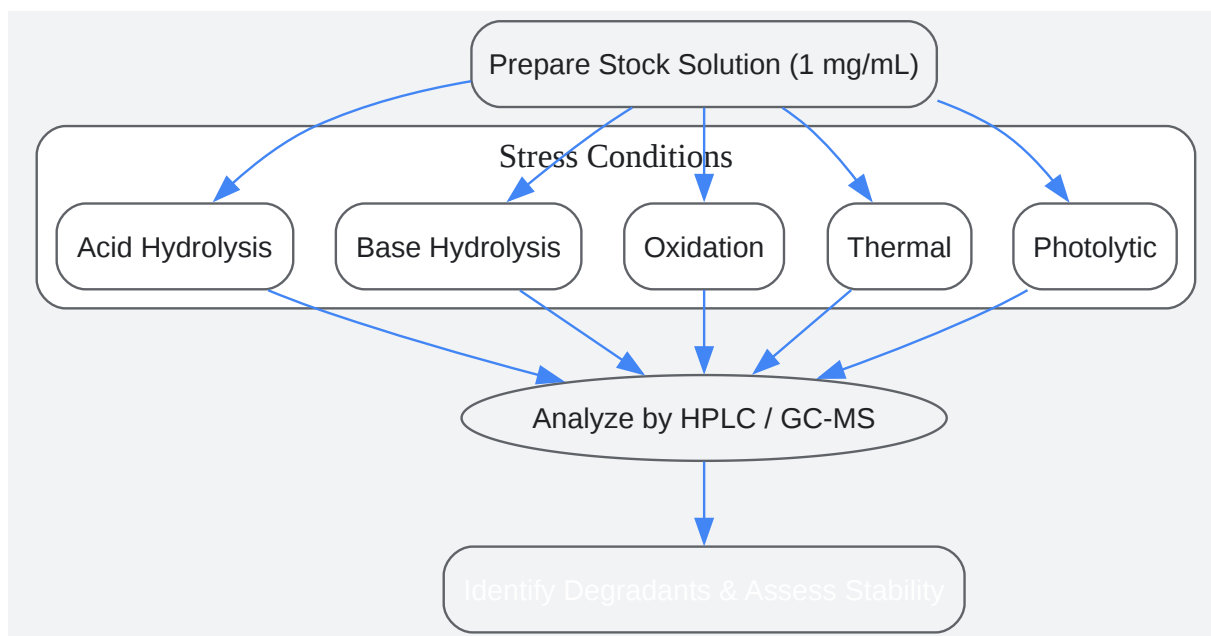 Prepare Stock Solution (1 mg/mL)
Stress Conditions
Acid Hydrolysis
Base Hydrolysis
Oxidation
Thermal
Photolytic
Analyze by HPLC / GC-MS
Identify Degradants & Assess Stability